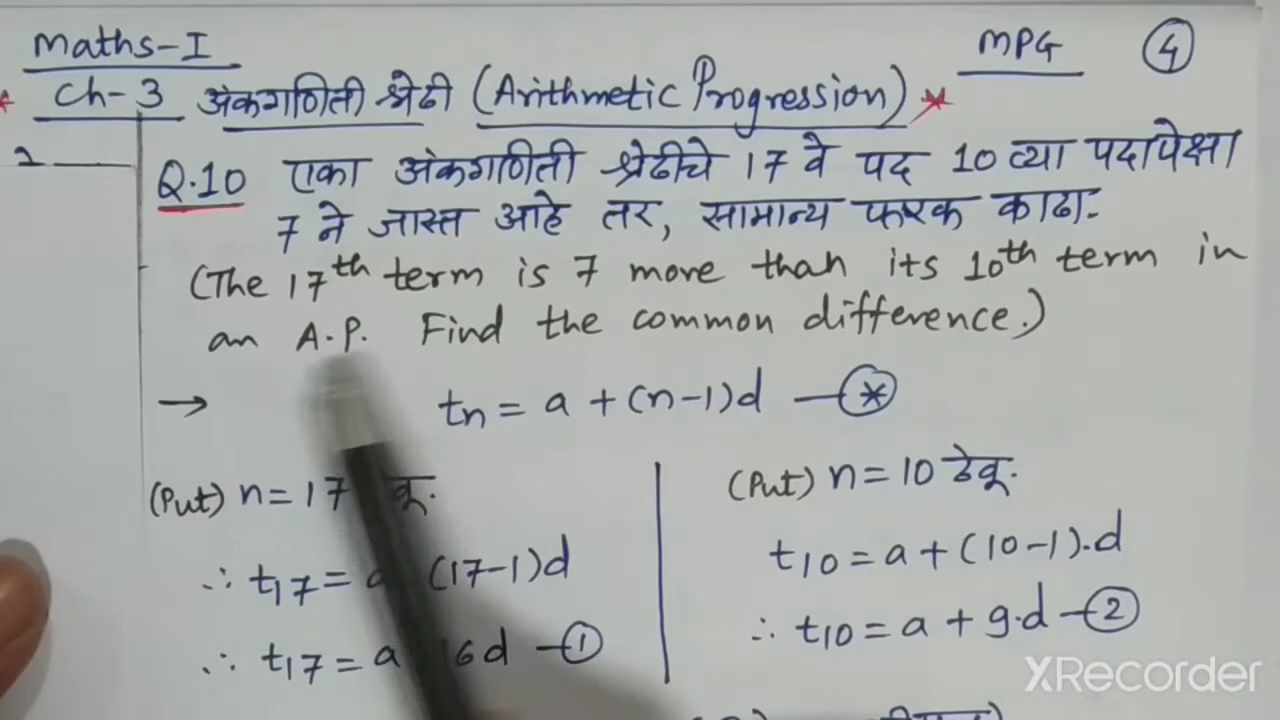 Maths-I
MPG 4
Ch-3 अंकगणिती श्रेढी (Arithmetic Progression) *
Q.10 एका अंकगणिती श्रेढीचे 17 वे पद 10 व्या पदापेक्षा
7 ने जास्त आहे तर, सामान्य फरक काढा.
(The 17th term is 7 more than its 10th term in
an A.P. Find the common difference.)
→ tn = a + (n-1)d — *
(Put) n = 17
(Put) n = 10 ठेवू.
∴ t17 = a (17-1)d
t10 = a + (10-1).d
∴ t17 = a 16d — 1
∴ t10 = a + 9.d — 2
XRecorder